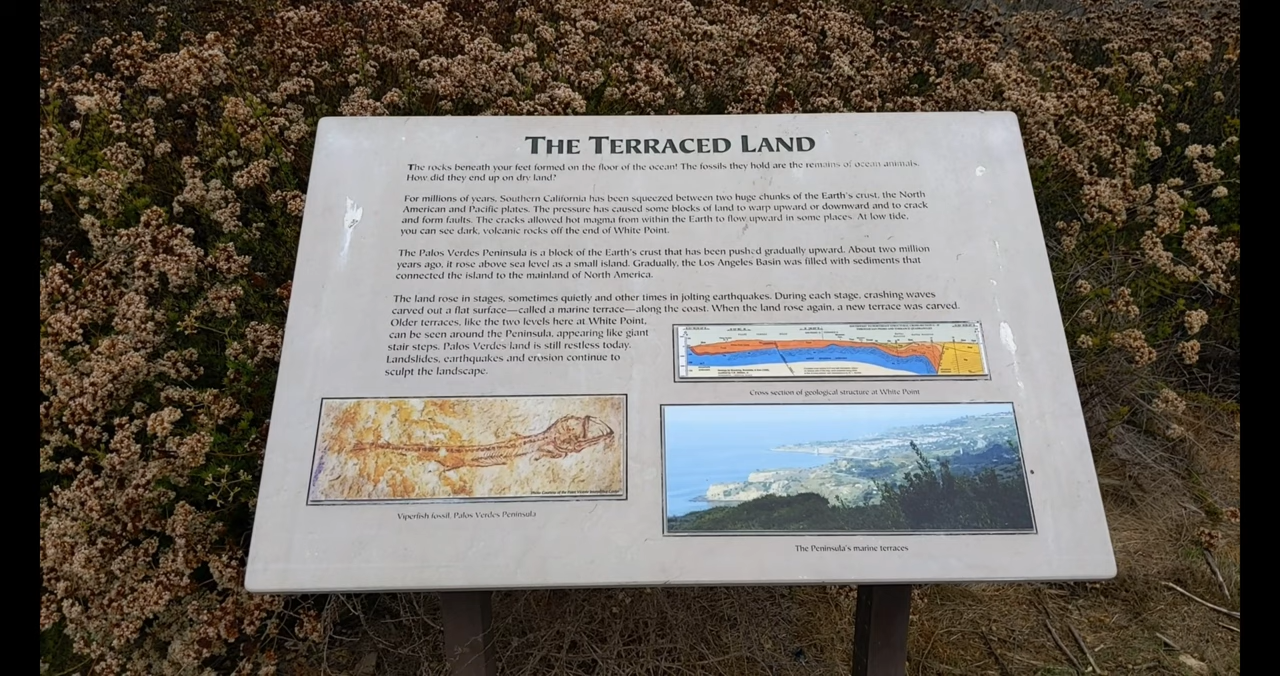 THE TERRACED LAND
The rocks beneath your feet formed on the floor of the ocean! The fossils they hold are the remains of ocean animals.
How did they end up on dry land?
For millions of years, Southern California has been squeezed between two huge chunks of the Earth's crust, the North
American and Pacific plates. The pressure has caused some blocks of land to warp upward or downward and to crack
and form faults. The cracks allowed hot magma from within the Earth to flow upward in some places. At low tide,
you can see dark, volcanic rocks off the end of White Point.
The Palos Verdes Peninsula is a block of the Earth's crust that has been pushed gradually upward. About two million
years ago, it rose above sea level as a small island. Gradually, the Los Angeles Basin was filled with sediments that
connected the island to the mainland of North America.
The land rose in stages, sometimes quietly and other times in jolting earthquakes. During each stage, crashing waves
carved out a flat surface—called a marine terrace—along the coast. When the land rose again, a new terrace was carved.
Older terraces, like the two levels here at White Point,
can be seen around the Peninsula, appearing like giant
stair steps. Palos Verdes land is still restless today.
Landslides, earthquakes and erosion continue to
sculpt the landscape.
Cross section of geological structure at White Point
Viperfish fossil, Palos Verdes Peninsula
The Peninsula's marine terraces